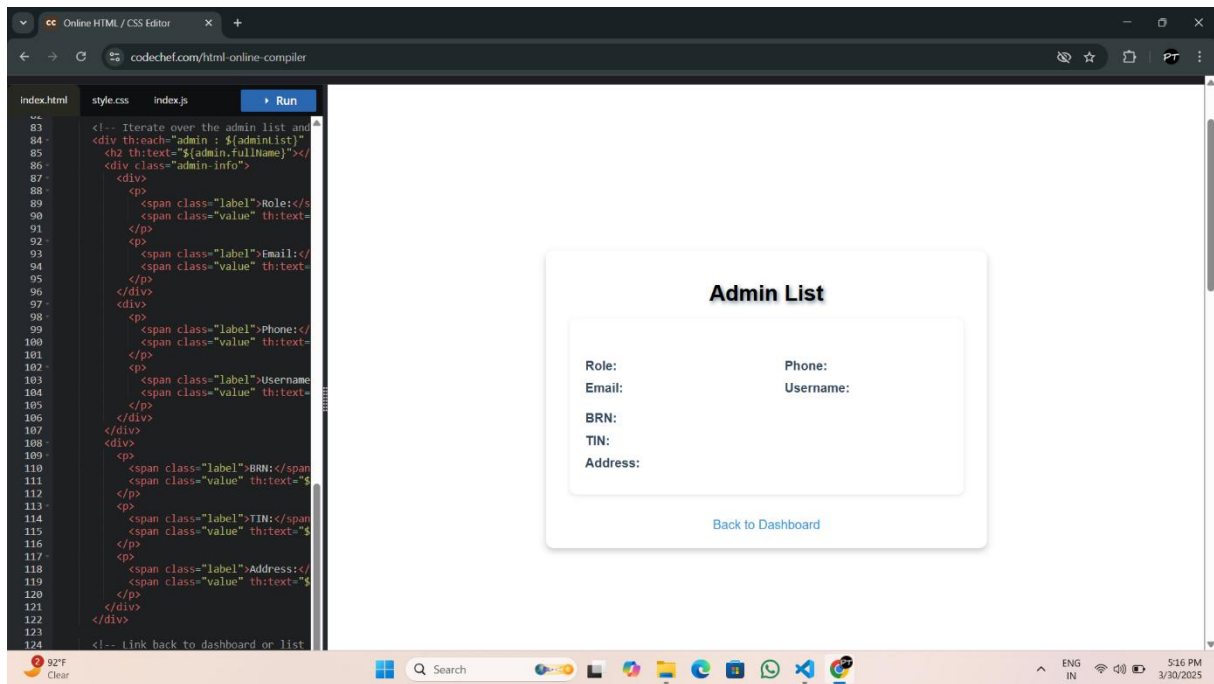 cc Online HTML / CSS Editor
codechef.com/html-online-compiler
PT
index.html style.css index.js Run
82
83 <!-- Iterate over the admin list and
84 <div th:each="admin : ${adminList}"
85 <h2 th:text="${admin.fullName}"></
86 <div class="admin-info">
87 <div>
88 <p>
89 <span class="label">Role:</s
90 <span class="value" th:text=
91 </p>
92 <p>
93 <span class="label">Email:</
94 <span class="value" th:text=
95 </p>
96 </div>
97 <div>
98 <p>
99 <span class="label">Phone:</
100 <span class="value" th:text=
101 </p>
102 <p>
103 <span class="label">Username
104 <span class="value" th:text=
105 </p>
106 </div>
107 </div>
108 <div>
109 <p>
110 <span class="label">BRN:</span
111 <span class="value" th:text="$
112 </p>
113 <p>
114 <span class="label">TIN:</span
115 <span class="value" th:text="$
116 </p>
117 <p>
118 <span class="label">Address:</
119 <span class="value" th:text="$
120 </p>
121 </div>
122 </div>
123
124 <!-- Link back to dashboard or list
Admin List
Role: Phone:
Email: Username:
BRN:
TIN:
Address:
Back to Dashboard
2 92°F
Clear
Search
PT
ENG
IN
5:16 PM
3/30/2025